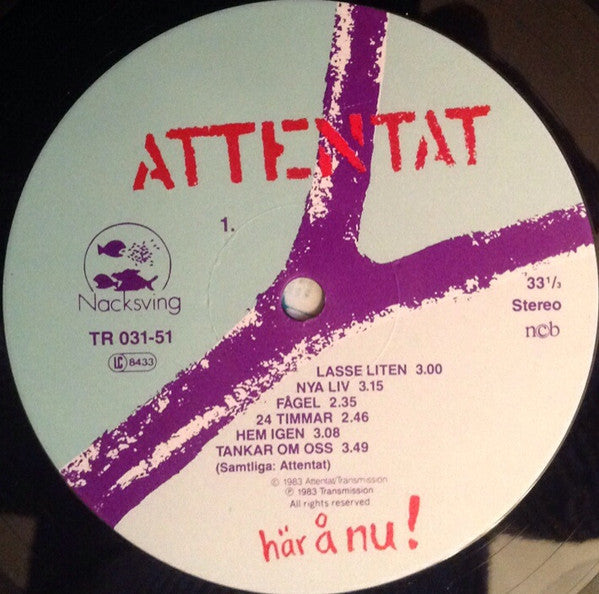 ATTENTAT
1.
Nacksving
TR 031-51
LC 8433
33 1/3
Stereo
n©b
LASSE LITEN 3.00
NYA LIV 3.15
FÅGEL 2.35
24 TIMMAR 2.46
HEM IGEN 3.08
TANKAR OM OSS 3.49
(Samtliga: Attentat)
© 1983 Attentat/Transmission
℗ 1983 Transmission
All rights reserved
här å nu!